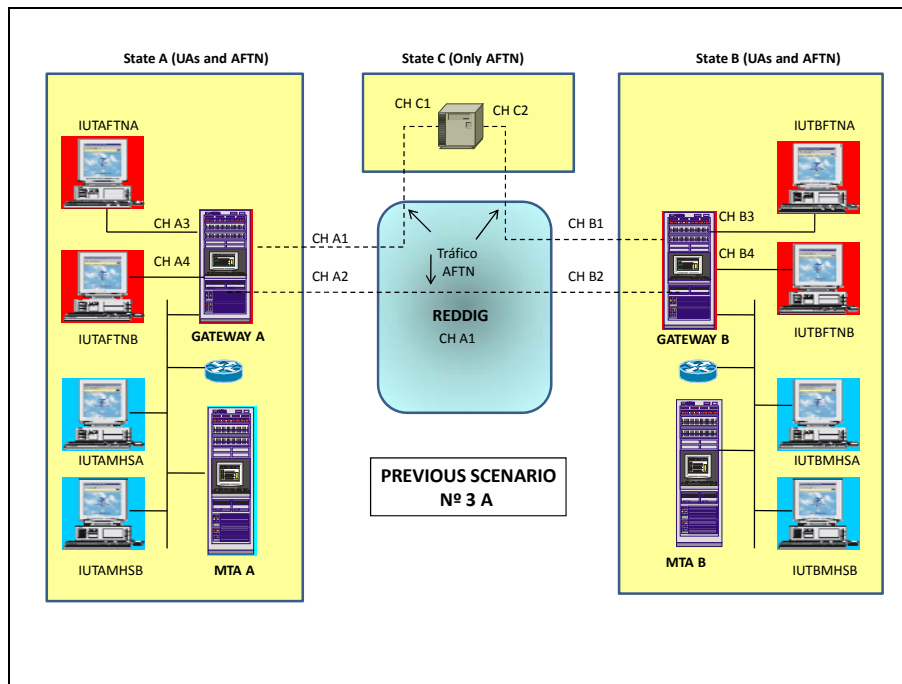 State A (UAs and AFTN)
State C (Only AFTN)
State B (UAs and AFTN)
CH C1
CH C2
IUTAFTNA
IUTBFTNA
CH A3
CH B3
CH A1
CH B1
CH A4
CH B4
Tráfico
AFTN
CH A2
CH B2
IUTAFTNB
IUTBFTNB
GATEWAY A
REDDIG
GATEWAY B
CH A1
IUTAMHSA
IUTBMHSA
PREVIOUS SCENARIO
Nº 3 A
IUTAMHSB
MTA A
MTA B
IUTBMHSB